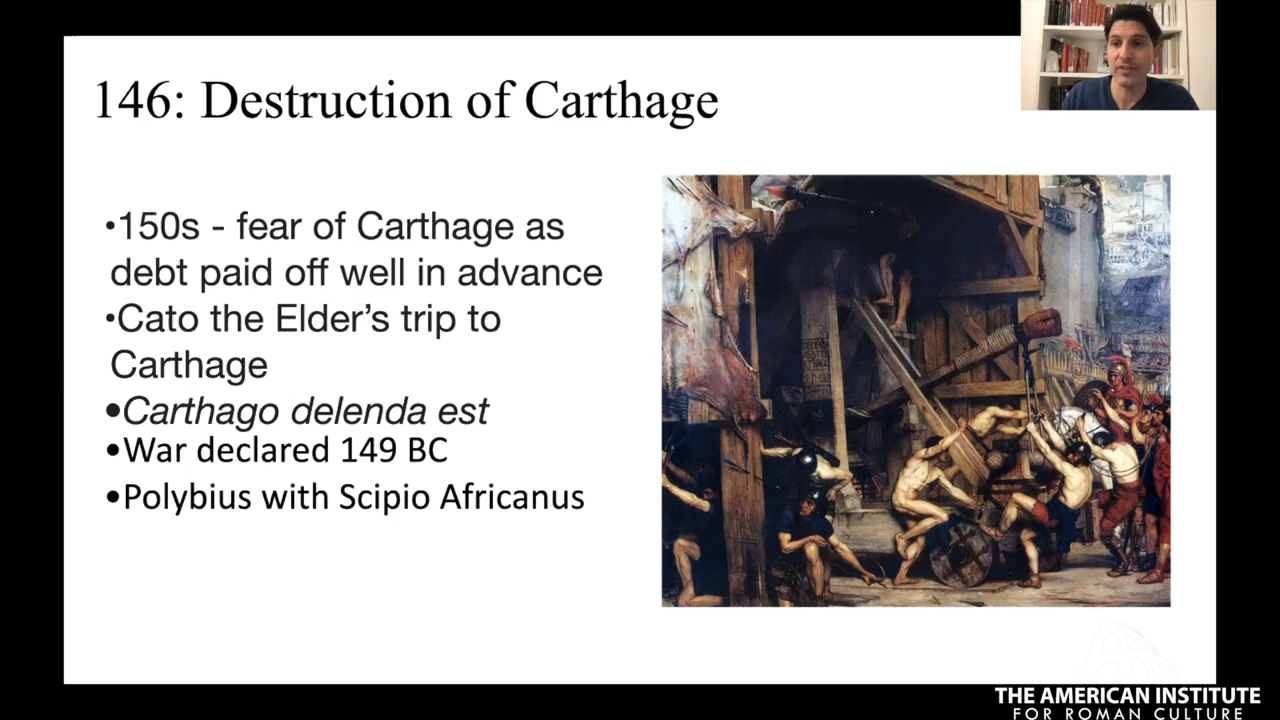 146: Destruction of Carthage
•150s - fear of Carthage as
debt paid off well in advance
•Cato the Elder’s trip to
Carthage
•Carthago delenda est
•War declared 149 BC
•Polybius with Scipio Africanus
THE AMERICAN INSTITUTE
FOR ROMAN CULTURE